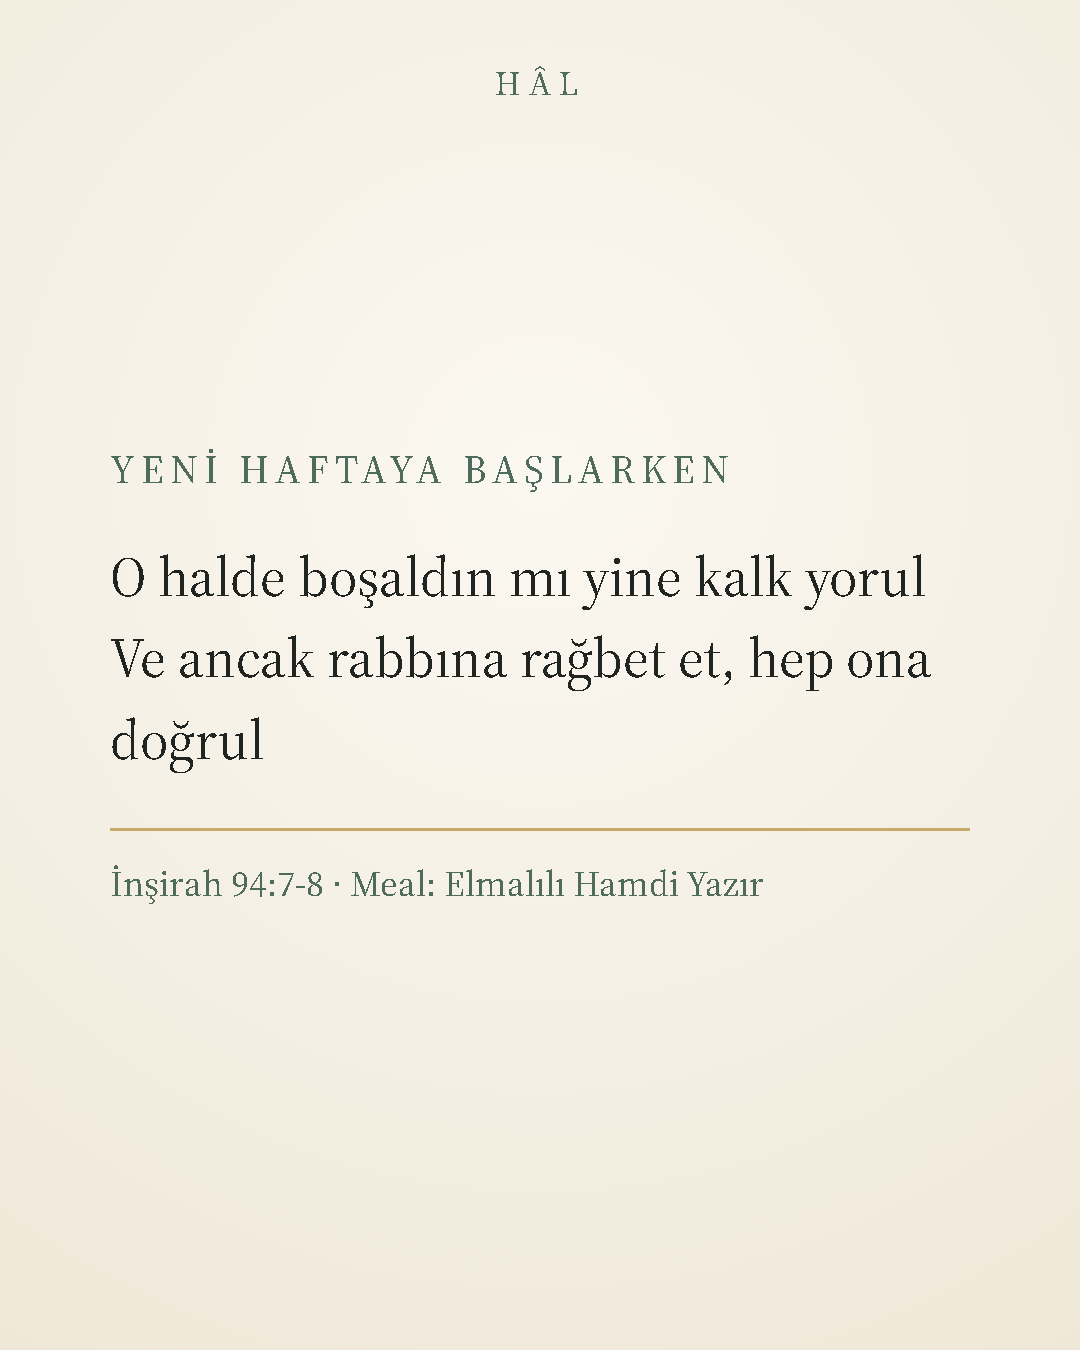 HÂL
YENİ HAFTAYA BAŞLARKEN
O halde boşaldın mı yine kalk yorul
Ve ancak rabbına rağbet et, hep ona
doğrul
İnşirah 94:7-8 · Meal: Elmalılı Hamdi Yazır